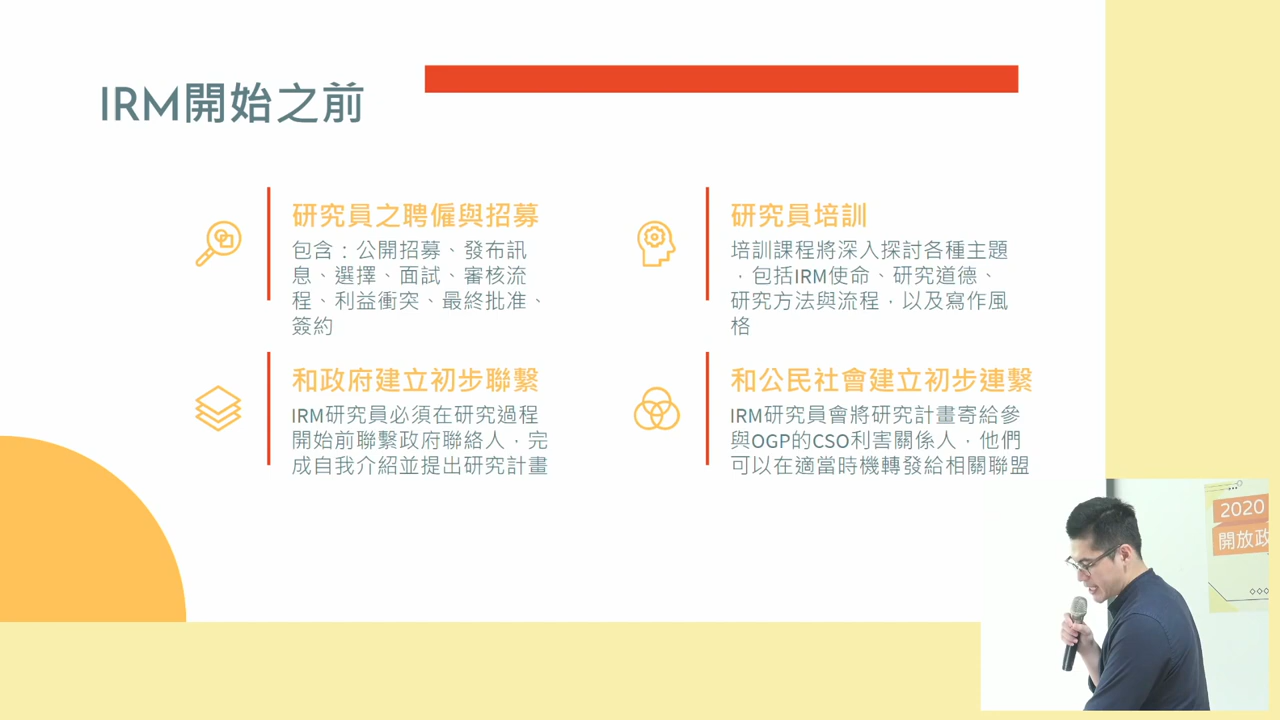 IRM開始之前
研究員之聘僱與招募
包含：公開招募、發布訊
息、選擇、面試、審核流
程、利益衝突、最終批准、
簽約
研究員培訓
培訓課程將深入探討各種主題
，包括IRM使命、研究道德、
研究方法與流程，以及寫作風
格
和政府建立初步聯繫
IRM研究員必須在研究過程
開始前聯繫政府聯絡人，完
成自我介紹並提出研究計畫
和公民社會建立初步連繫
IRM研究員會將研究計畫寄給參
與OGP的CSO利害關係人，他們
可以在適當時機轉發給相關聯盟
2020
開放政